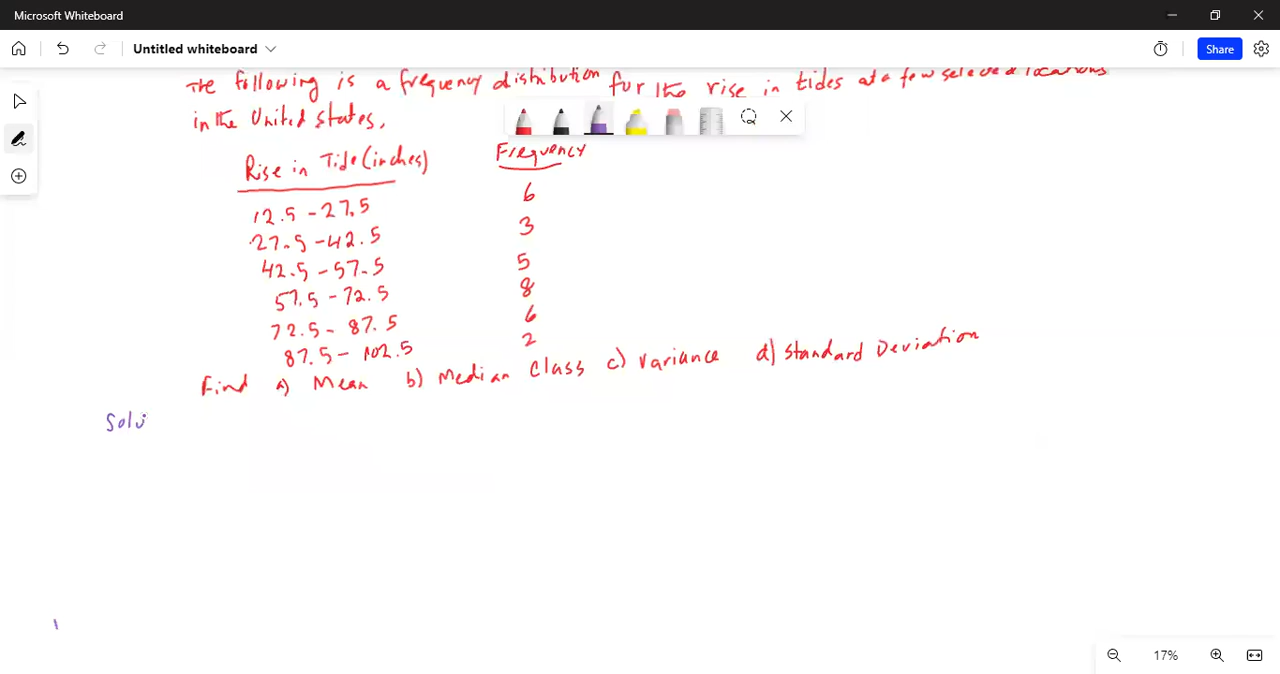 Microsoft Whiteboard
Untitled whiteboard
Share
The following is a frequency distribution for the rise in tides at a few selected locations
in the United States.
Rise in Tide (inches) Frequency
12.5 - 27.5 6
27.5 - 42.5 3
42.5 - 57.5 5
57.5 - 72.5 8
72.5 - 87.5 6
87.5 - 102.5 2
Find a) Mean b) Median Class c) variance d) Standard Deviation
Solu
17%